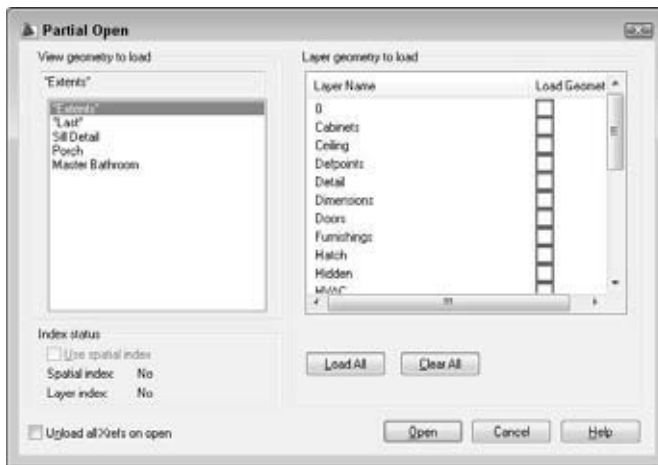 Partial Open
View geometry to load
"Extents"
"Extents"
"Last"
Sill Detail
Porch
Master Bathroom
Index status
Use spatial index
Spatial index: No
Layer index: No
Unload all Xrefs on open
Layer geometry to load
Layer Name Load Geomet
0
Cabinets
Ceiling
Defpoints
Detail
Dimensions
Doors
Furnishings
Hatch
Hidden
HVAC
Load All Clear All
Open Cancel Help